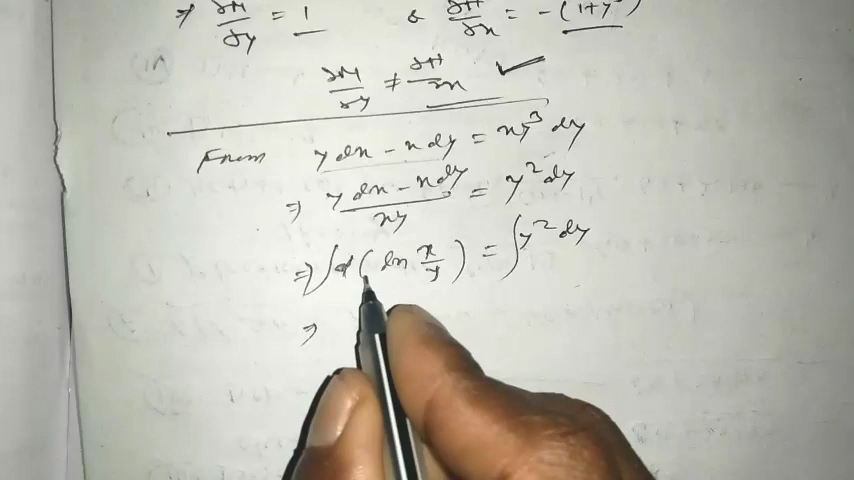 ⇒ ∂M/∂y = 1 & ∂N/∂x = -(1+y³)
∂M/∂y ≠ ∂N/∂x ✓
From y dx - x dy = xy³ dy
⇒ (y dx - x dy)/xy = y² dy
⇒ ∫d(ln x/y) = ∫y² dy
⇒